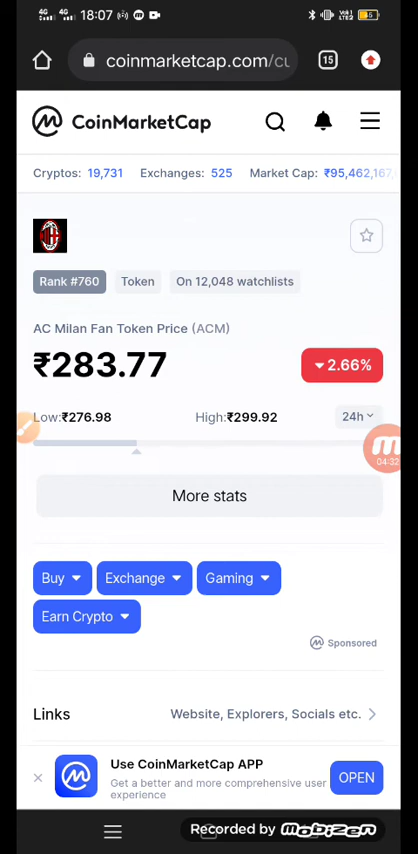 4G 4G 18:07
coinmarketcap.com/cu
15
CoinMarketCap
Cryptos: 19,731 Exchanges: 525 Market Cap: ₹95,462,167,
Rank #760 Token On 12,048 watchlists
AC Milan Fan Token Price (ACM)
₹283.77 2.66%
Low:₹276.98 High:₹299.92 24h
04:32
More stats
Buy Exchange Gaming
Earn Crypto
Sponsored
Links Website, Explorers, Socials etc.
Use CoinMarketCap APP
Get a better and more comprehensive user
experience
OPEN
Recorded by mobizen